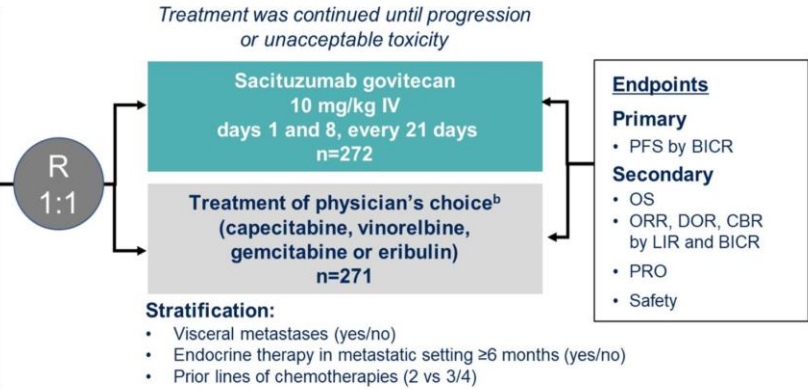 Treatment was continued until progression
or unacceptable toxicity
R
1:1
Sacituzumab govitecan
10 mg/kg IV
days 1 and 8, every 21 days
n=272
Treatment of physician's choiceᵇ
(capecitabine, vinorelbine,
gemcitabine or eribulin)
n=271
Stratification:
• Visceral metastases (yes/no)
• Endocrine therapy in metastatic setting ≥6 months (yes/no)
• Prior lines of chemotherapies (2 vs 3/4)
Endpoints
Primary
• PFS by BICR
Secondary
• OS
• ORR, DOR, CBR
by LIR and BICR
• PRO
• Safety